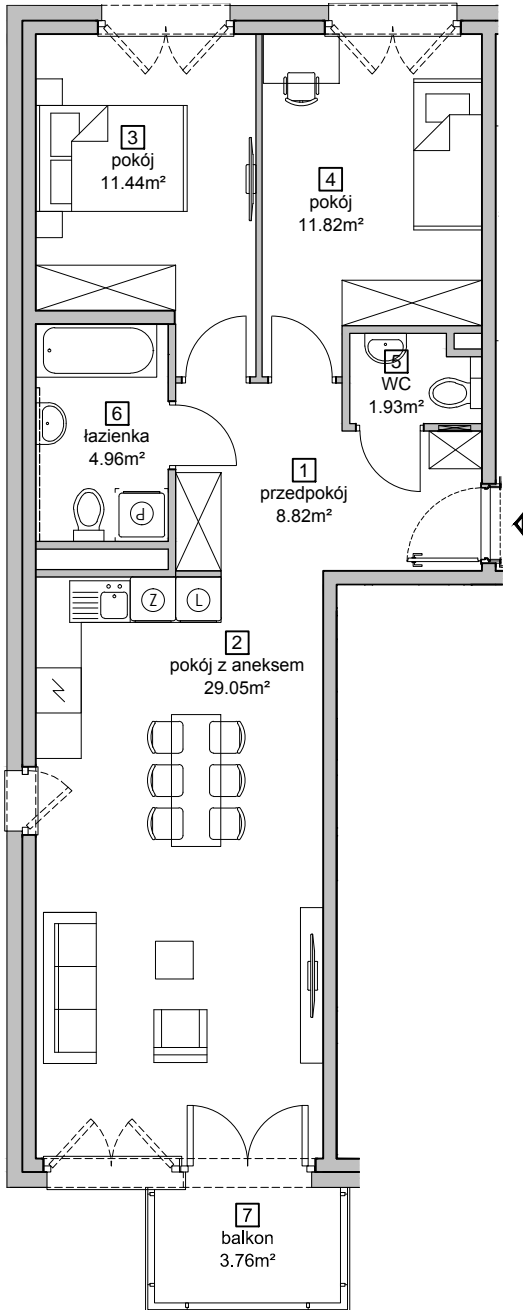 3
pokój
11.44m²
4
pokój
11.82m²
5
WC
1.93m²
6
łazienka
4.96m²
1
przedpokój
8.82m²
P
Z
L
2
pokój z aneksem
29.05m²
7
balkon
3.76m²